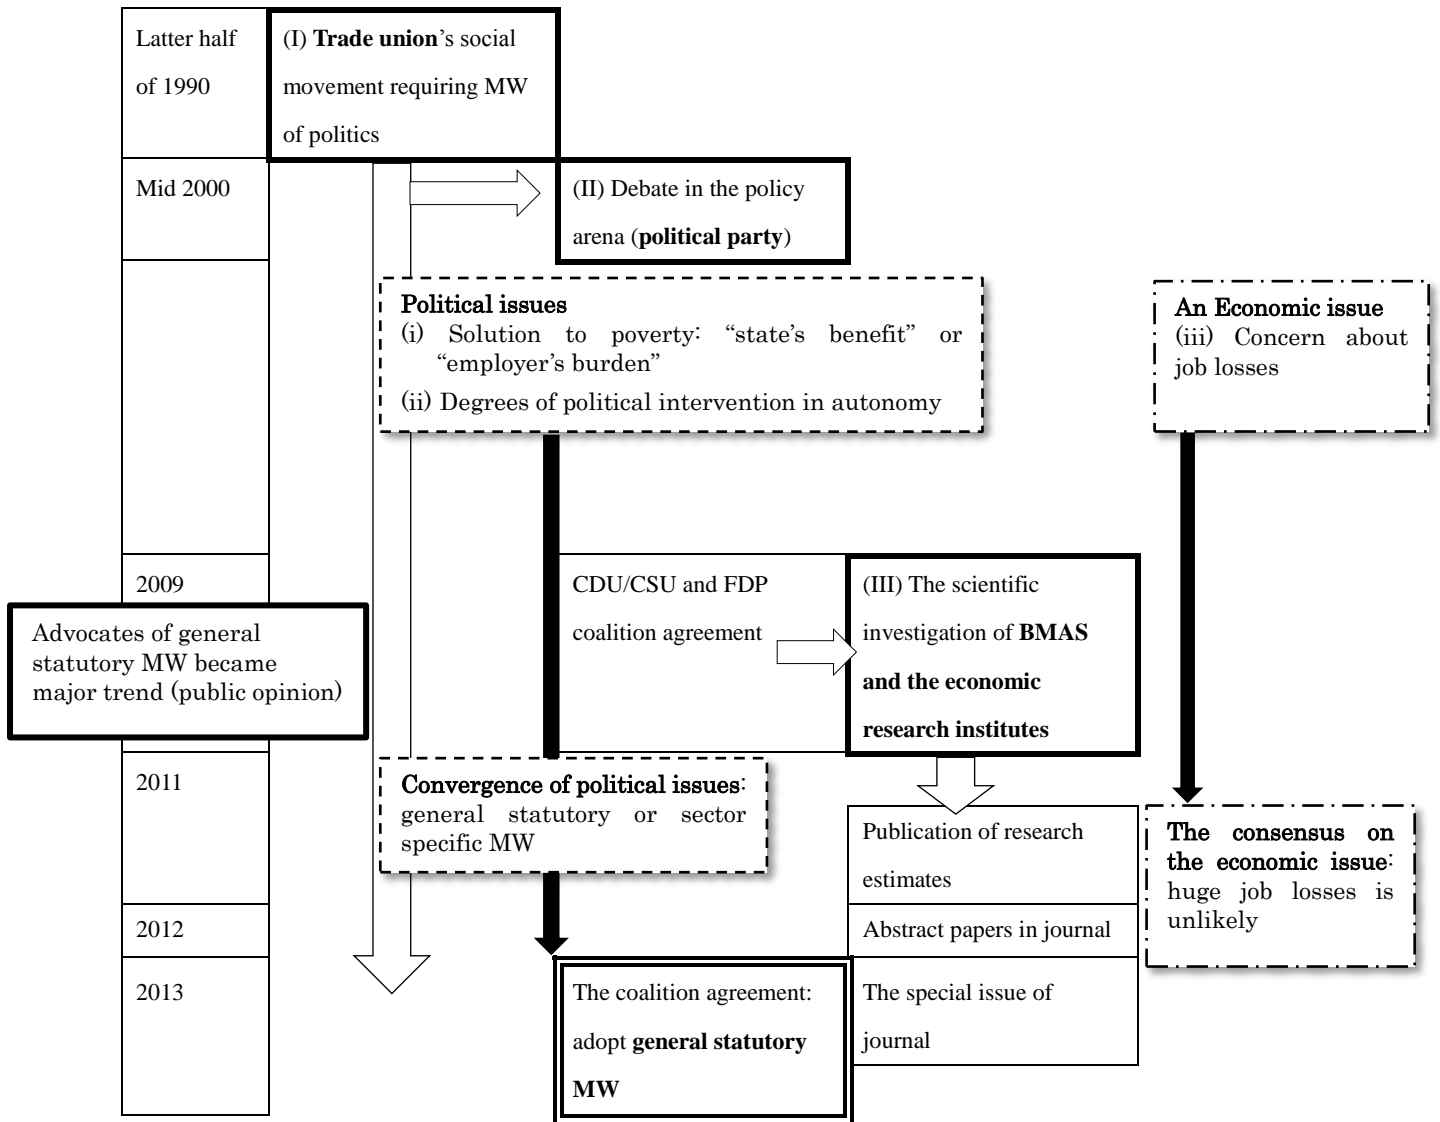 Latter half
of 1990
(I) Trade union’s social
movement requiring MW
of politics
Mid 2000
(II) Debate in the policy
arena (political party)
Political issues
(i) Solution to poverty: “state’s benefit” or
“employer’s burden”
(ii) Degrees of political intervention in autonomy
An Economic issue
(iii) Concern about
job losses
2009
CDU/CSU and FDP
coalition agreement
(III) The scientific
investigation of BMAS
and the economic
research institutes
Advocates of general
statutory MW became
major trend (public opinion)
2011
Convergence of political issues:
general statutory or sector
specific MW
Publication of research
estimates
The consensus on
the economic issue:
huge job losses is
unlikely
2012
Abstract papers in journal
2013
The coalition agreement:
adopt general statutory
MW
The special issue of
journal